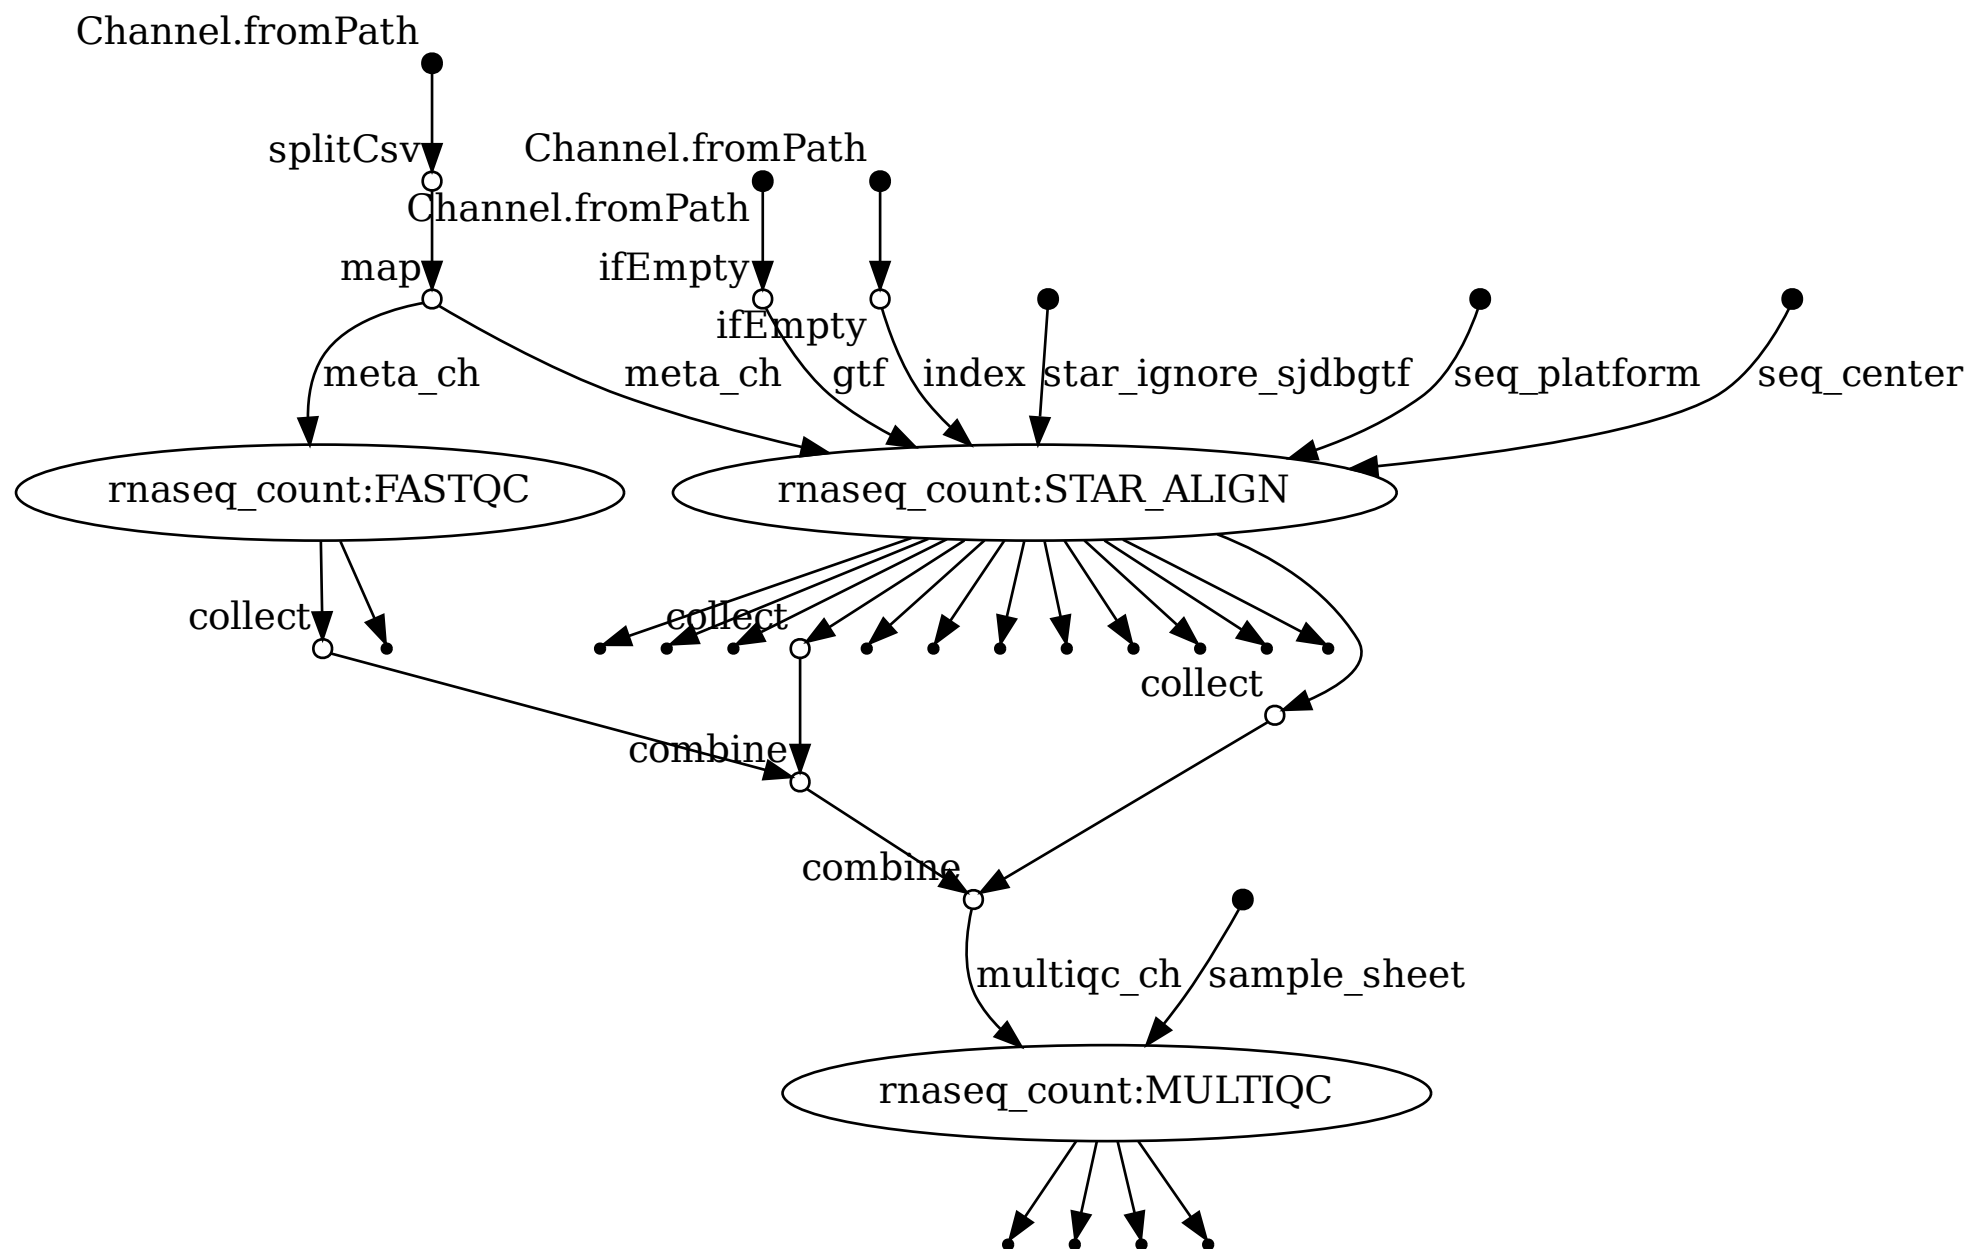 Channel.fromPath
splitCsv
Channel.fromPath
Channel.fromPath
map
ifEmpty
ifEmpty
meta_ch
meta_ch
gtf
index
star_ignore_sjdbgtf
seq_platform
seq_center
rnaseq_count:FASTQC
rnaseq_count:STAR_ALIGN
collect
collect
collect
combine
combine
multiqc_ch
sample_sheet
rnaseq_count:MULTIQC